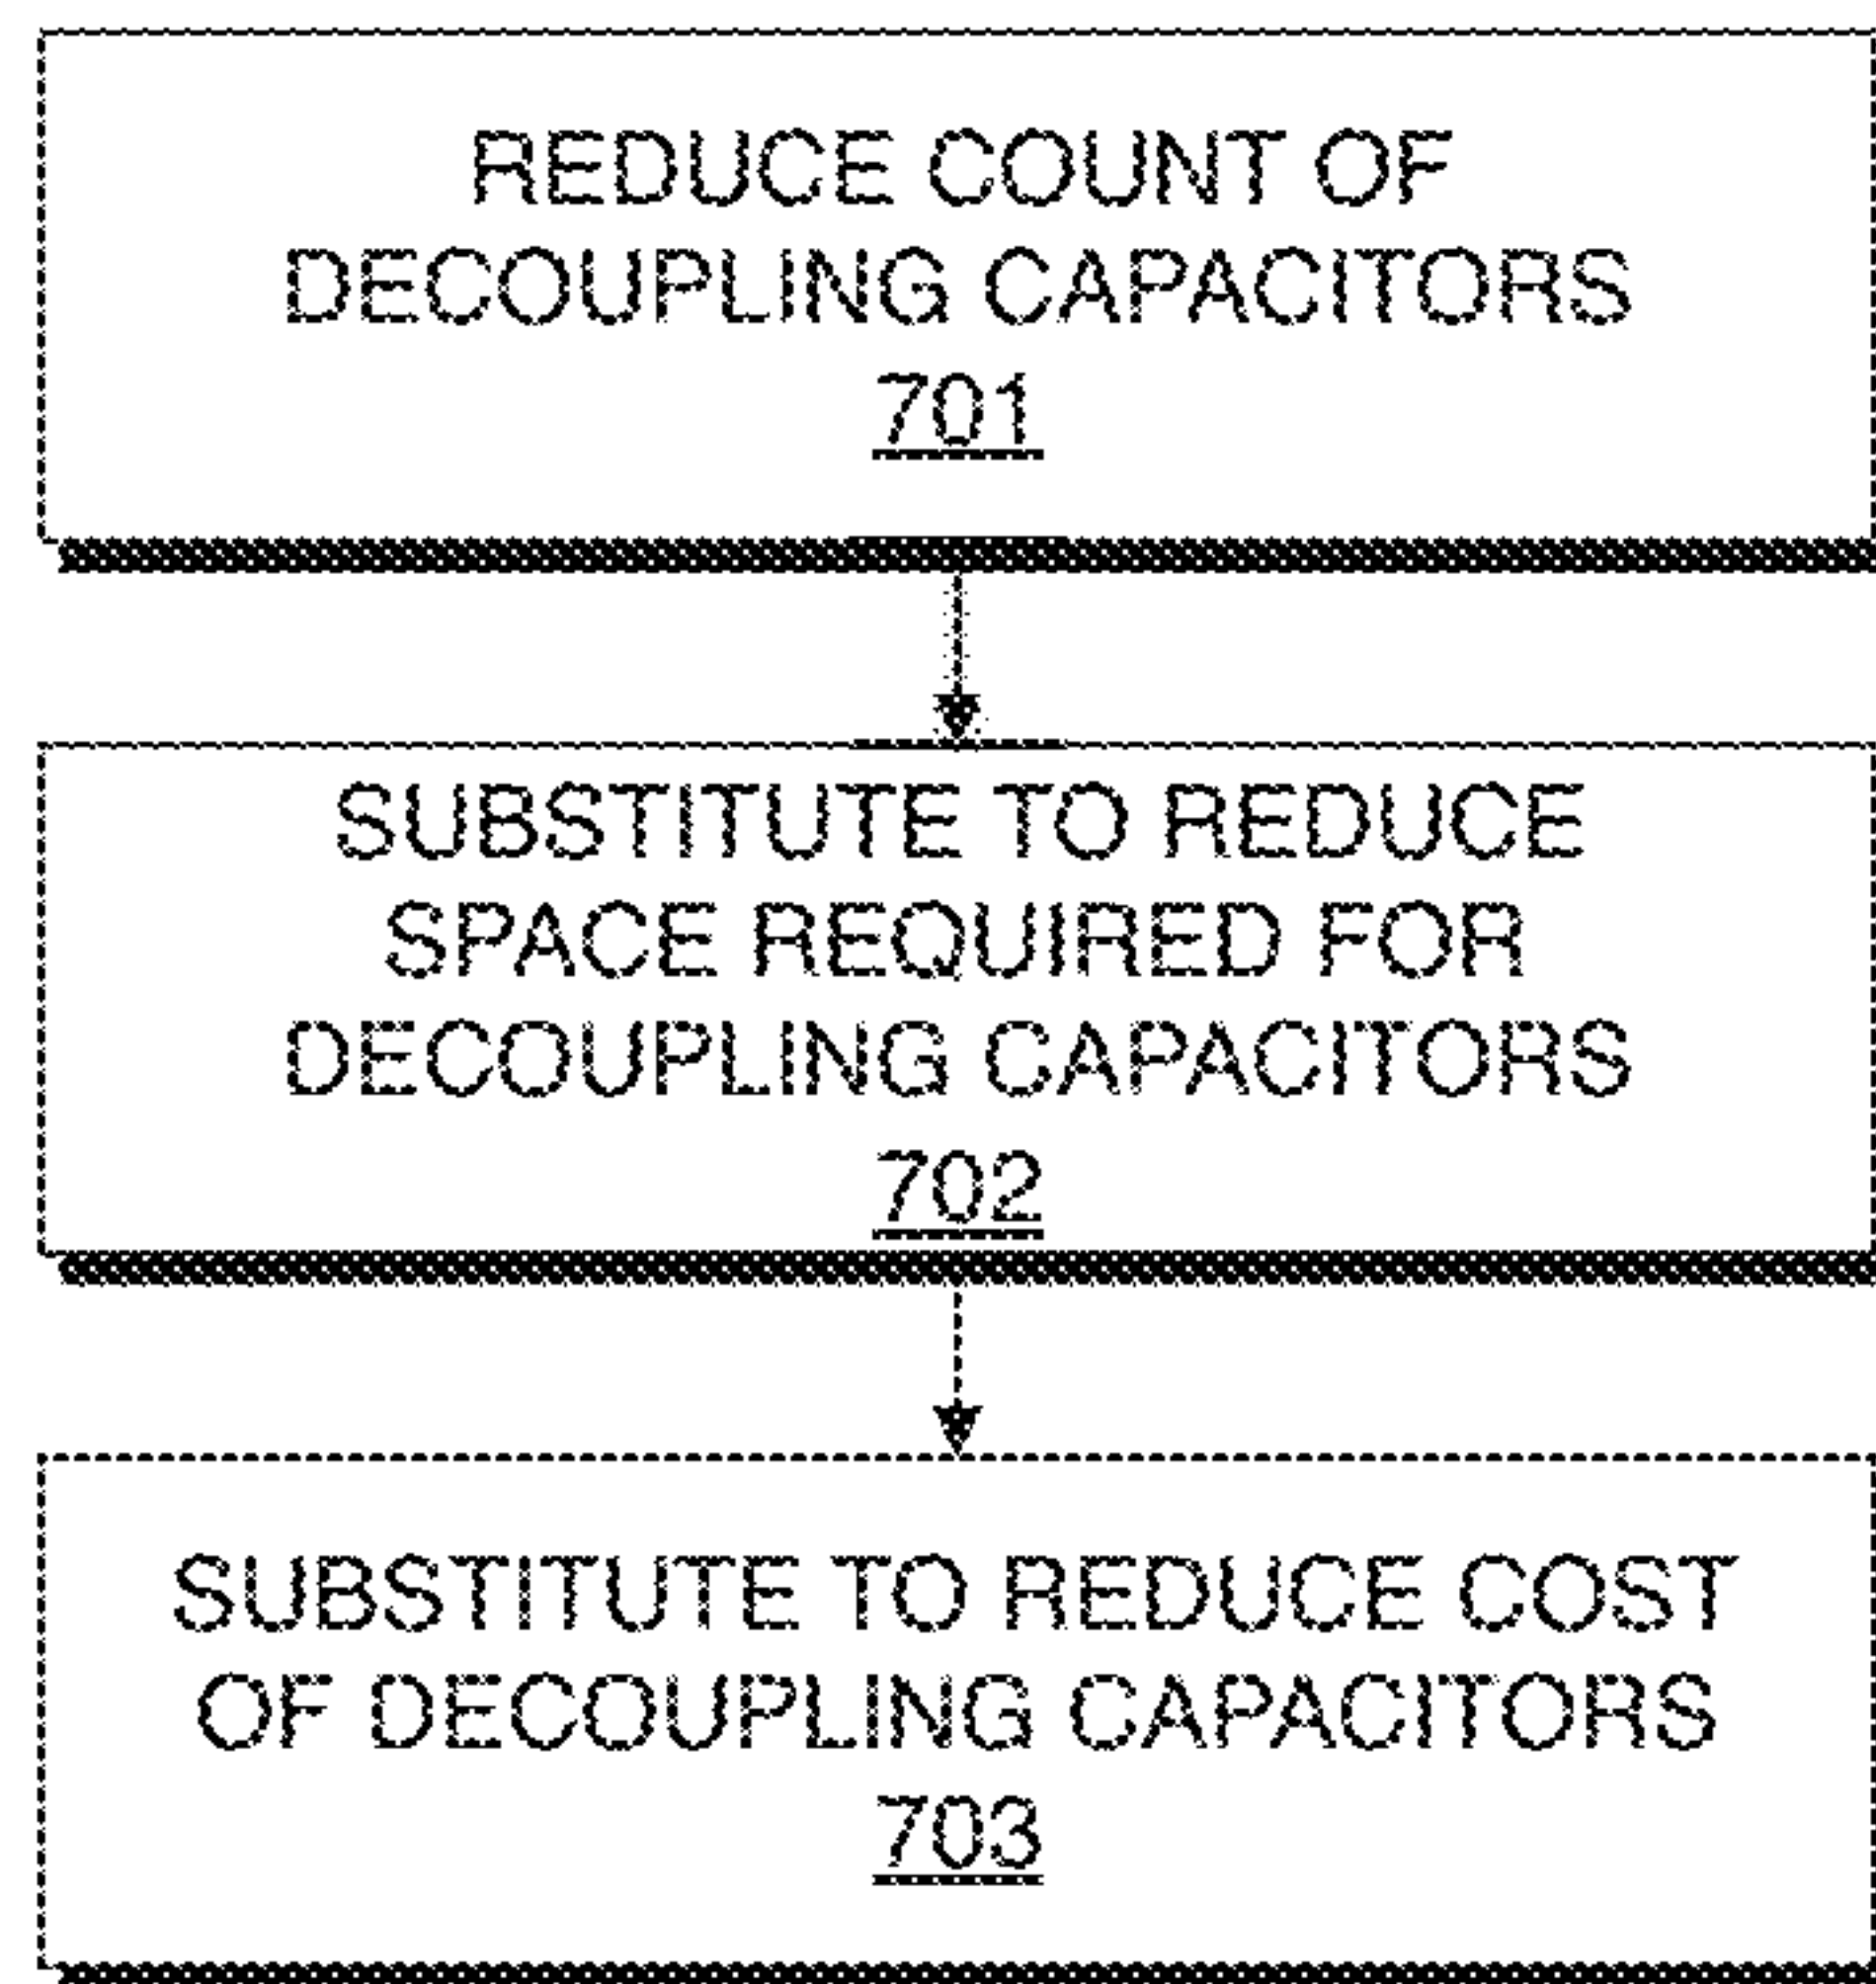 REDUCE COUNT OF
DECOUPLING CAPACITORS
701
SUBSTITUTE TO REDUCE
SPACE REQUIRED FOR
DECOUPLING CAPACITORS
702
SUBSTITUTE TO REDUCE COST
OF DECOUPLING CAPACITORS
703